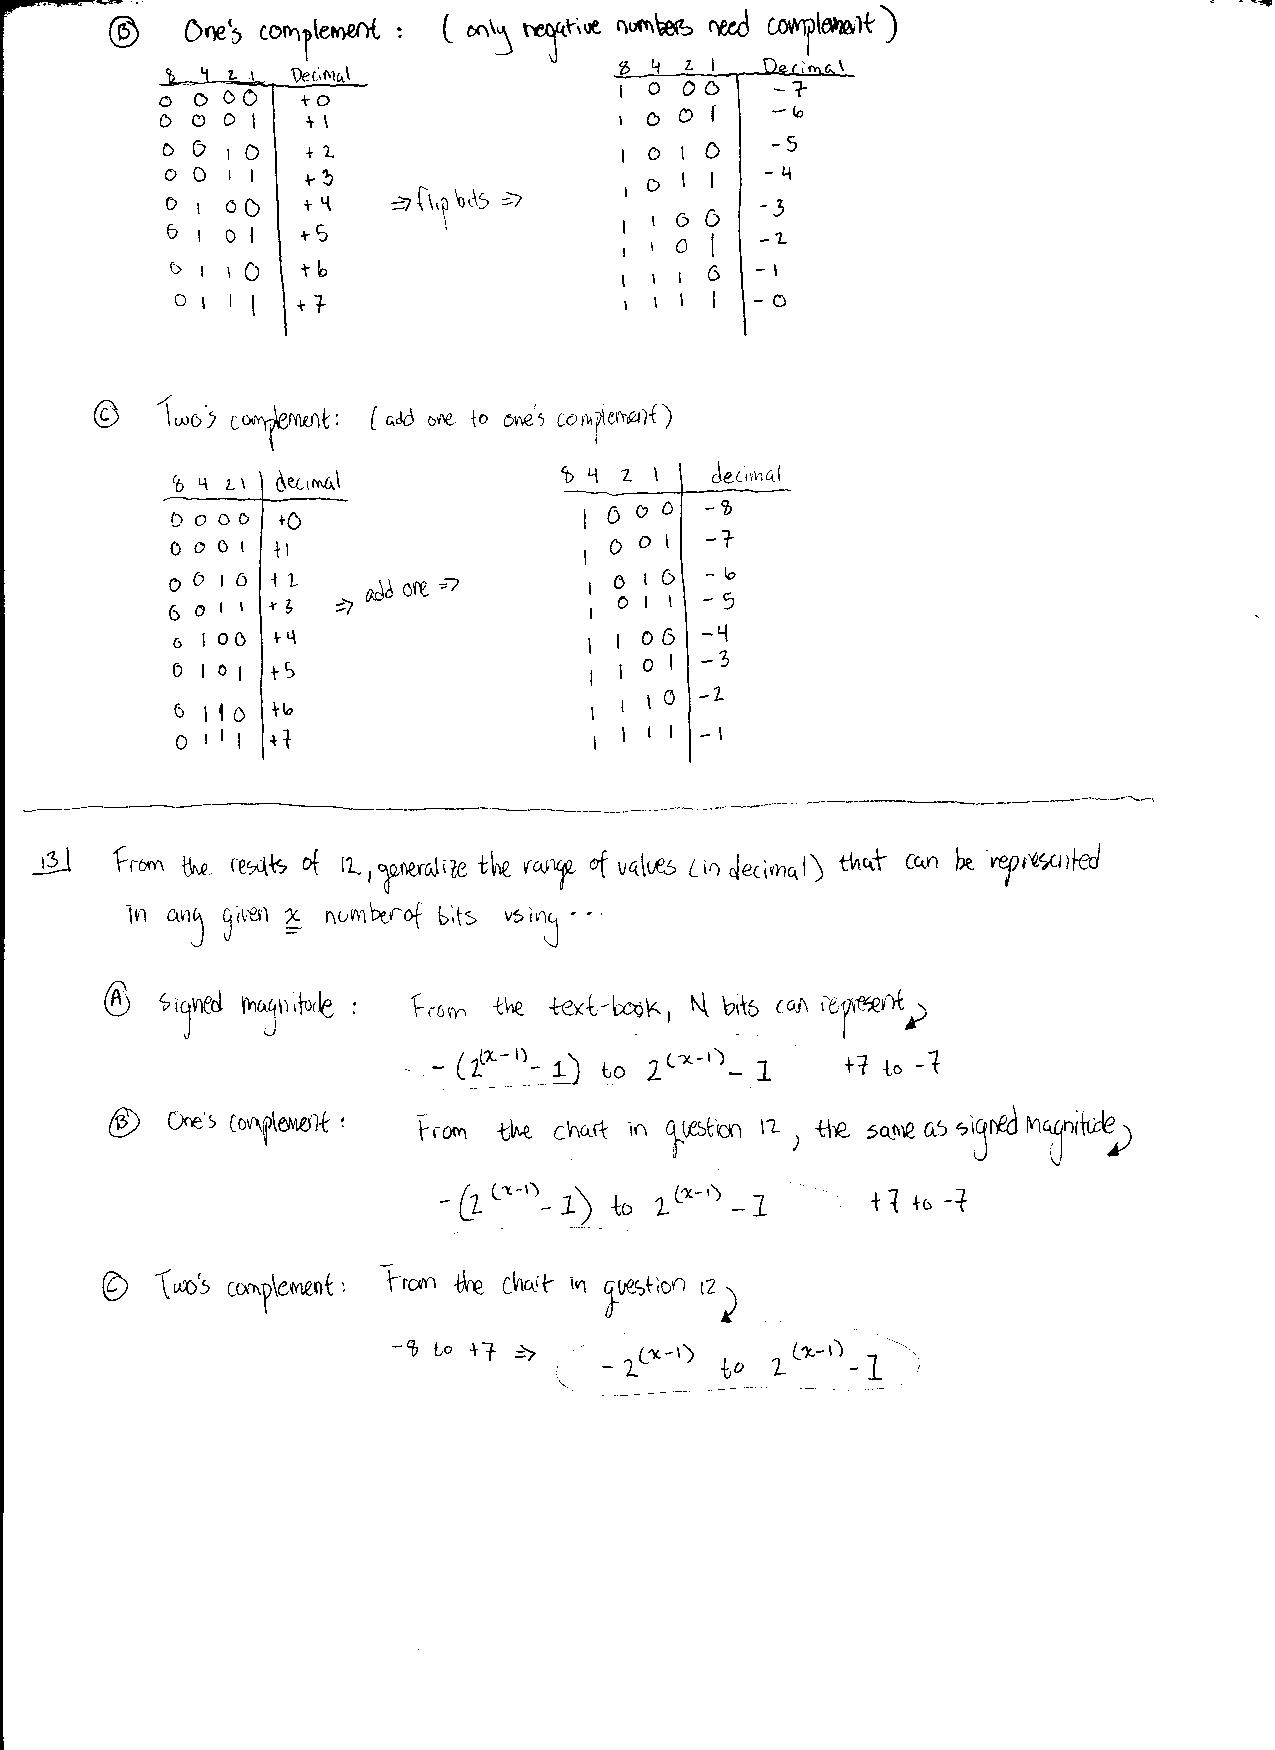 (B) One's complement : (only negative numbers need complement)
8 4 2 1 Decimal
0 0 0 0 +0
0 0 0 1 +1
0 0 1 0 +2
0 0 1 1 +3
0 1 0 0 +4
0 1 0 1 +5
0 1 1 0 +6
0 1 1 1 +7
⇒ flip bits ⇒
8 4 2 1 Decimal
1 0 0 0 -7
1 0 0 1 -6
1 0 1 0 -5
1 0 1 1 -4
1 1 0 0 -3
1 1 0 1 -2
1 1 1 0 -1
1 1 1 1 -0
(C) Two's complement: (add one to one's complement)
8 4 2 1 decimal
0 0 0 0 +0
0 0 0 1 +1
0 0 1 0 +2
0 0 1 1 +3
0 1 0 0 +4
0 1 0 1 +5
0 1 1 0 +6
0 1 1 1 +7
⇒ add one ⇒
8 4 2 1 decimal
1 0 0 0 -8
1 0 0 1 -7
1 0 1 0 -6
1 0 1 1 -5
1 1 0 0 -4
1 1 0 1 -3
1 1 1 0 -2
1 1 1 1 -1
13] From the results of 12, generalize the range of values (in decimal) that can be represented
in any given x number of bits using ...
(A) Signed magnitude : From the text-book, N bits can represent
-(2^(x-1) - 1) to 2^(x-1) - 1 +7 to -7
(B) One's complement : From the chart in question 12, the same as signed magnitude
-(2^(x-1) - 1) to 2^(x-1) - 1 +7 to -7
(C) Two's complement: From the chart in question 12
-8 to +7 ⇒ -2^(x-1) to 2^(x-1) - 1